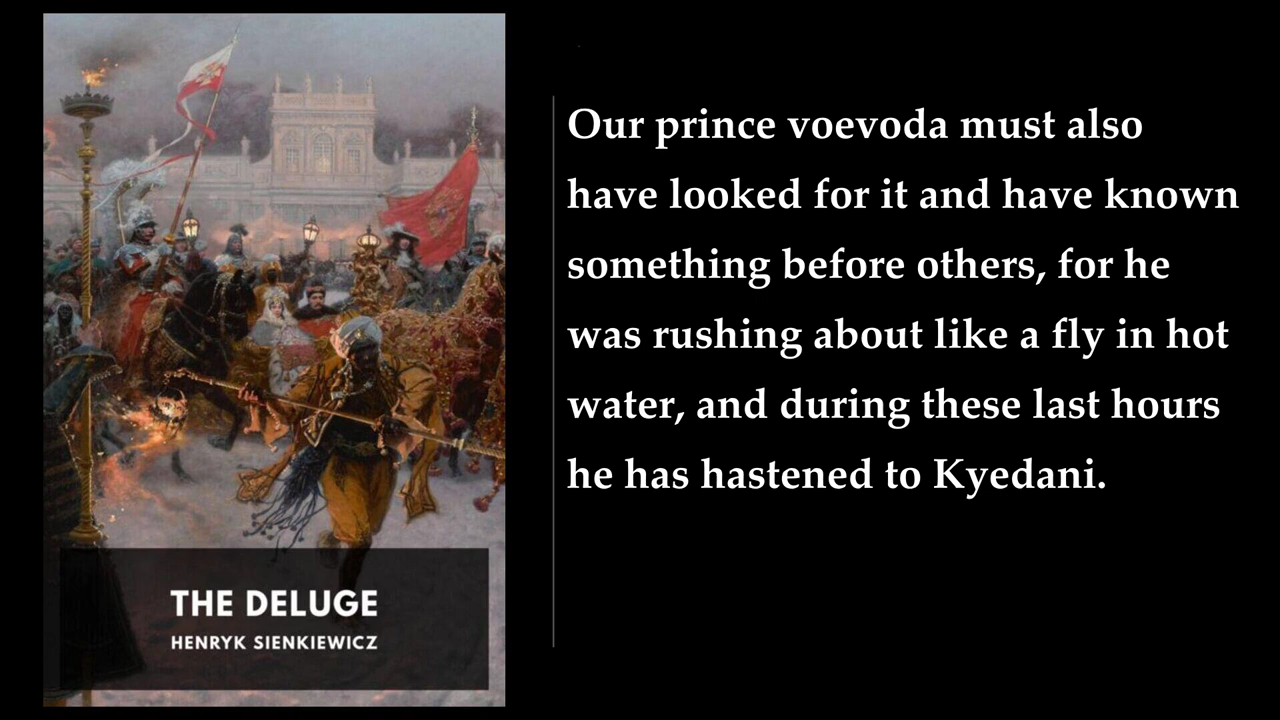 Our prince voevoda must also
have looked for it and have known
something before others, for he
was rushing about like a fly in hot
water, and during these last hours
he has hastened to Kyedani.
THE DELUGE
HENRYK SIENKIEWICZ